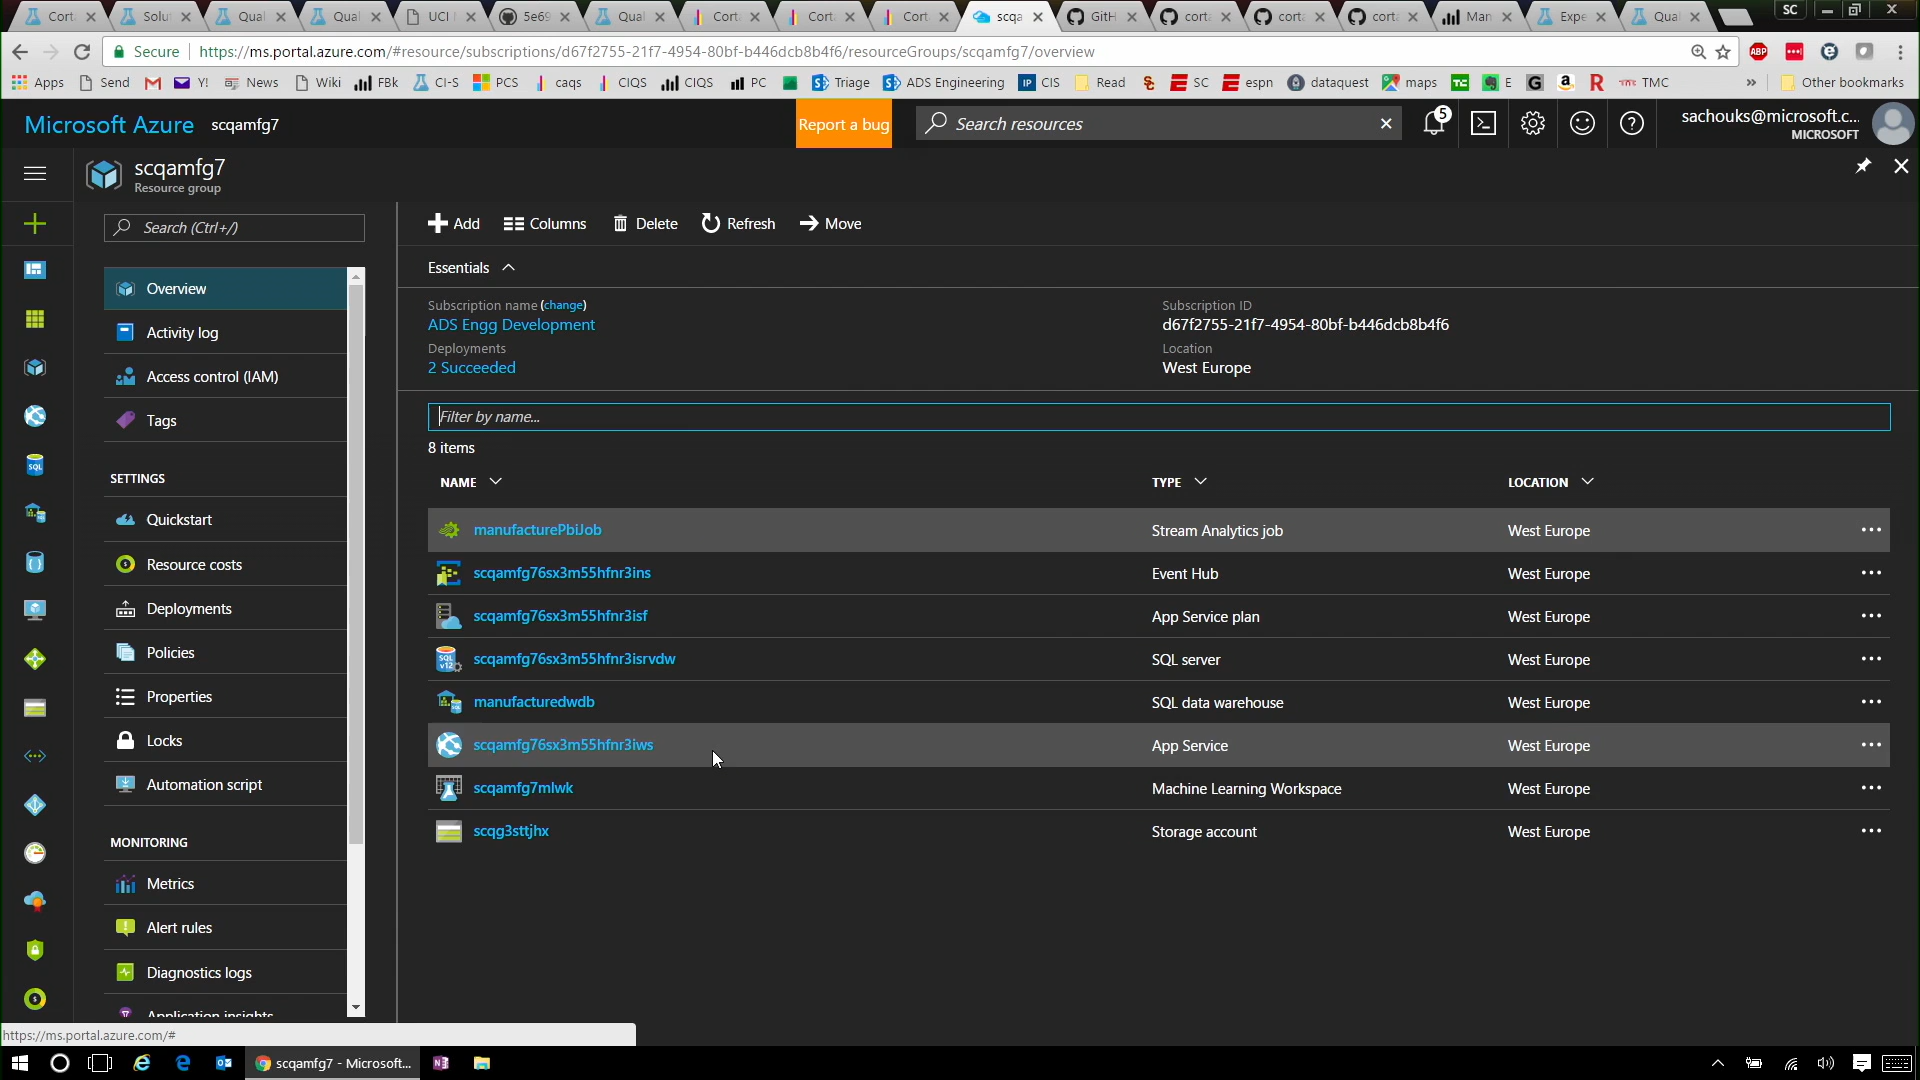 Cort
Solut
Qual
Qual
UCI
5e69
Qual
Cort
Cort
Cort
scqa
GitH
corta
corta
corta
Man
Expe
Qual
SC
Secure
https://ms.portal.azure.com/#resource/subscriptions/d67f2755-21f7-4954-80bf-b446dcb8b4f6/resourceGroups/scqamfg7/overview
ABP
Apps Send Y! News Wiki FBk CI-S PCS caqs CIQS CIQS PC Triage ADS Engineering CIS Read SC espn dataquest maps E TMC » Other bookmarks
Microsoft Azure scqamfg7
Report a bug
Search resources
5
sachouks@microsoft.c...
MICROSOFT
scqamfg7
Resource group
Search (Ctrl+/)
Overview
Activity log
Access control (IAM)
Tags
SETTINGS
Quickstart
Resource costs
Deployments
Policies
Properties
Locks
Automation script
MONITORING
Metrics
Alert rules
Diagnostics logs
Application insights
Add Columns Delete Refresh Move
Essentials
Subscription name (change)
ADS Engg Development
Deployments
2 Succeeded
Subscription ID
d67f2755-21f7-4954-80bf-b446dcb8b4f6
Location
West Europe
Filter by name...
8 items
NAME TYPE LOCATION
manufacturePbiJob Stream Analytics job West Europe ...
scqamfg76sx3m55hfnr3ins Event Hub West Europe ...
scqamfg76sx3m55hfnr3isf App Service plan West Europe ...
scqamfg76sx3m55hfnr3isrvdw SQL server West Europe ...
manufacturedwdb SQL data warehouse West Europe ...
scqamfg76sx3m55hfnr3iws App Service West Europe ...
scqamfg7mlwk Machine Learning Workspace West Europe ...
scqg3sttjhx Storage account West Europe ...
https://ms.portal.azure.com/#
scqamfg7 - Microsoft...